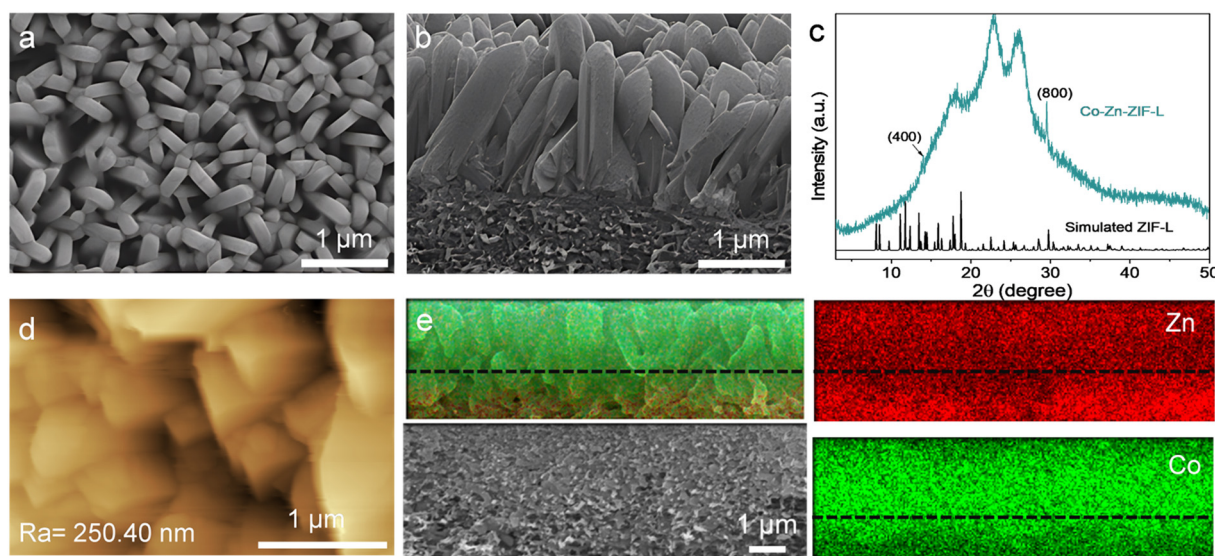 a
1 µm
b
1 µm
C
Intensity (a.u.)
(400)
(800)
Co-Zn-ZIF-L
Simulated ZIF-L
10 20 30 40 50
2θ (degree)
d
Ra= 250.40 nm
1 µm
e
1 µm
Zn
Co